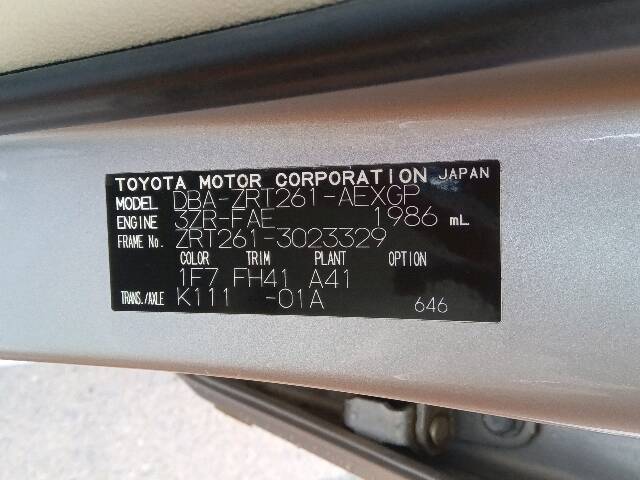 TOYOTA MOTOR CORPORATION JAPAN
MODEL DBA-ZRT261-AEXGP
ENGINE 3ZR-FAE 1986 mL
FRAME No. ZRT261-3023329
COLOR TRIM PLANT OPTION
1F7 FH41 A41
TRANS./AXLE K111 -01A 646